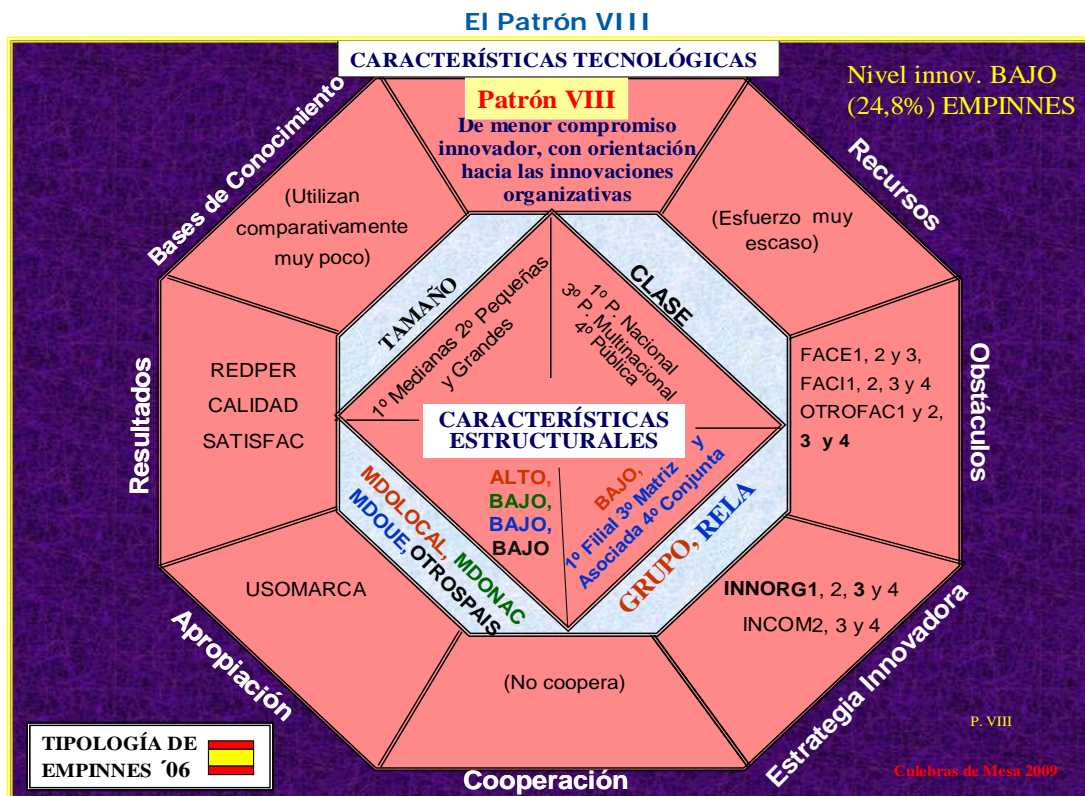 El Patrón VIII
CARACTERÍSTICAS TECNOLÓGICAS
Patrón VIII
De menor compromiso
innovador, con orientación
hacia las innovaciones
organizativas
Nivel innov. BAJO
(24,8%) EMPINNES
Bases de Conocimiento
(Utilizan
comparativamente
muy poco)
Recursos
(Esfuerzo muy
escaso)
TAMAÑO
1º Medianas 2º Pequeñas
y Grandes
CLASE
1º P. Nacional
3º P. Multinacional
4º Pública
Resultados
REDPER
CALIDAD
SATISFAC
Obstáculos
FACE1, 2 y 3,
FACI1, 2, 3 y 4
OTROFAC1 y 2,
3 y 4
CARACTERÍSTICAS
ESTRUCTURALES
ALTO,
BAJO,
BAJO,
BAJO
BAJO,
1º Filial 3º Matriz y
Asociada 4º Conjunta
MDOLOCAL, MDONAC
MDOUE, OTROSPAIS
GRUPO, RELA
Apropiación
USOMARCA
Estrategia Innovadora
INNORG1, 2, 3 y 4
INCOM2, 3 y 4
(No coopera)
Cooperación
P. VIII
TIPOLOGÍA DE
EMPINNES ´06
Culebras de Mesa 2009